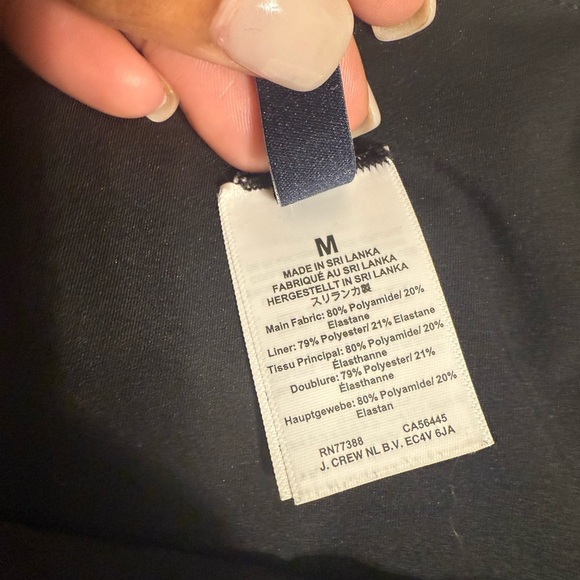 M
MADE IN SRI LANKA
FABRIQUÉ AU SRI LANKA
HERGESTELLT IN SRI LANKA
スリランカ製
Main Fabric: 80% Polyamide/ 20%
Elastane
Liner: 79% Polyester/ 21% Elastane
Tissu Principal: 80% Polyamide/ 20%
Élasthanne
Doublure: 79% Polyester/ 21%
Élasthanne
Hauptgewebe: 80% Polyamide/ 20%
Elastan
RN77388 CA56445
J. CREW NL B.V. EC4V 6JA